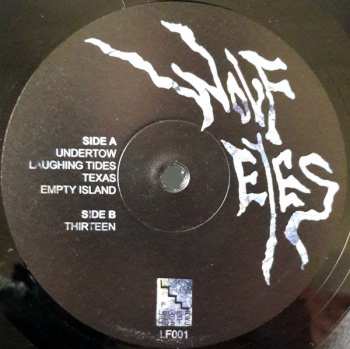 WOLF
EYES
SIDE A
UNDERTOW
LAUGHING TIDES
TEXAS
EMPTY ISLAND
SIDE B
THIRTEEN
LF001